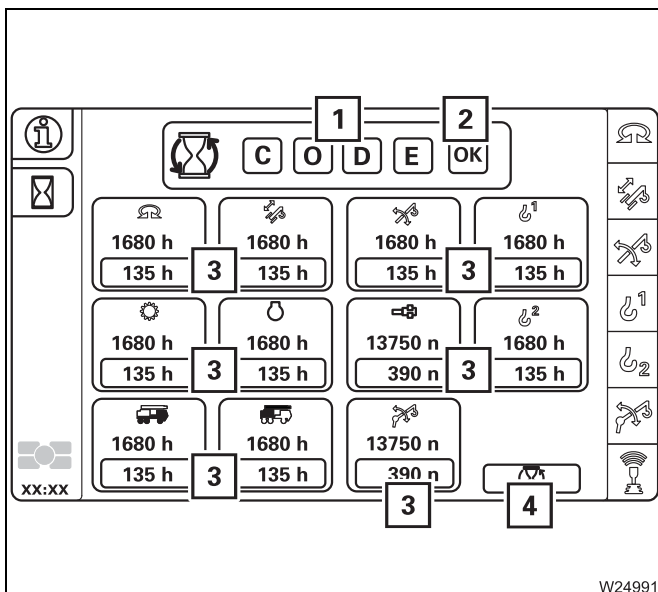 1 2
C O D E OK
1 2
1680 h 1680 h 1680 h 1680 h
135 h 3 135 h 135 h 3 135 h
2
1680 h 1680 h 13750 n 1680 h
135 h 3 135 h 390 n 3 135 h
1680 h 1680 h 13750 n
135 h 3 135 h 390 n
3 4
1
2
XX:XX
W24991